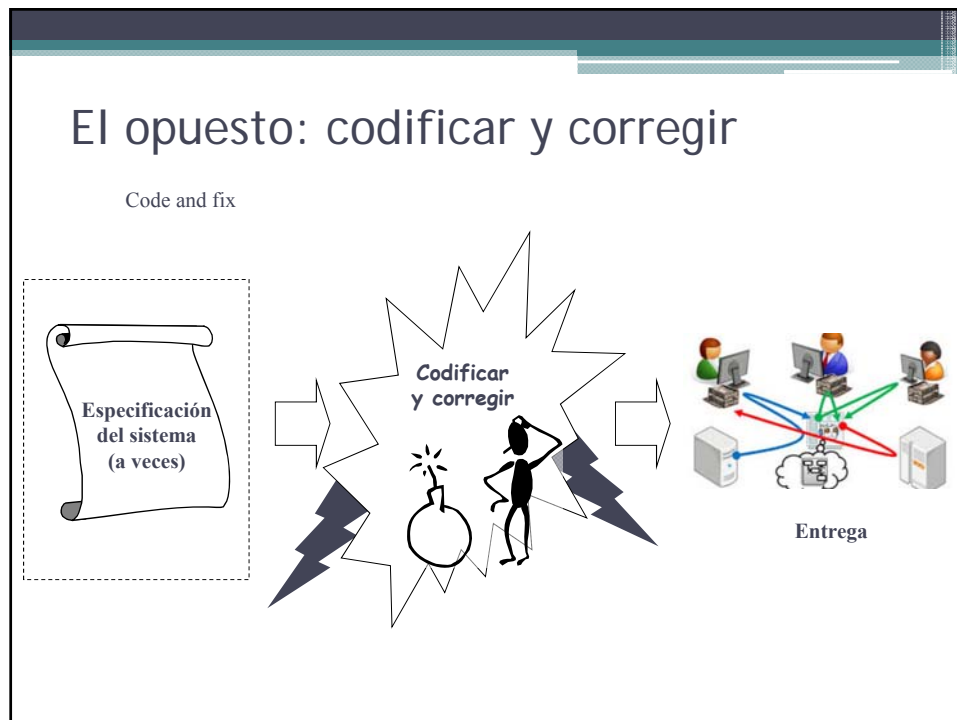 El opuesto: codificar y corregir
Code and fix
Especificación
del sistema
(a veces)
Codificar
y corregir
Entrega